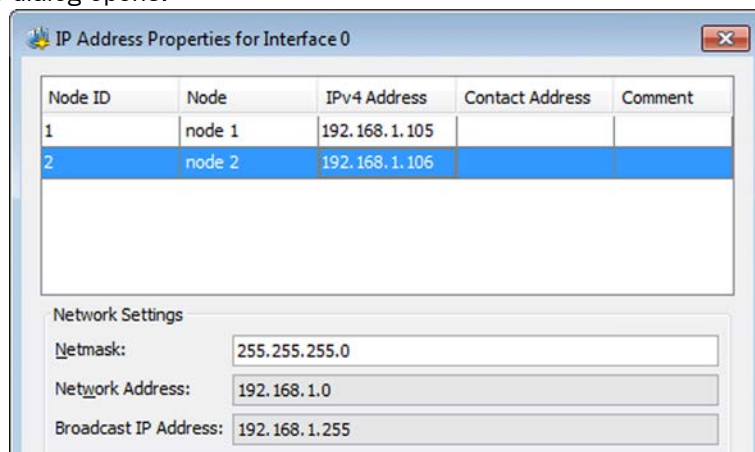 dialog opens.
IP Address Properties for Interface 0
Node ID Node IPv4 Address Contact Address Comment
1 node 1 192.168.1.105
2 node 2 192.168.1.106
Network Settings
Netmask: 255.255.255.0
Network Address: 192.168.1.0
Broadcast IP Address: 192.168.1.255